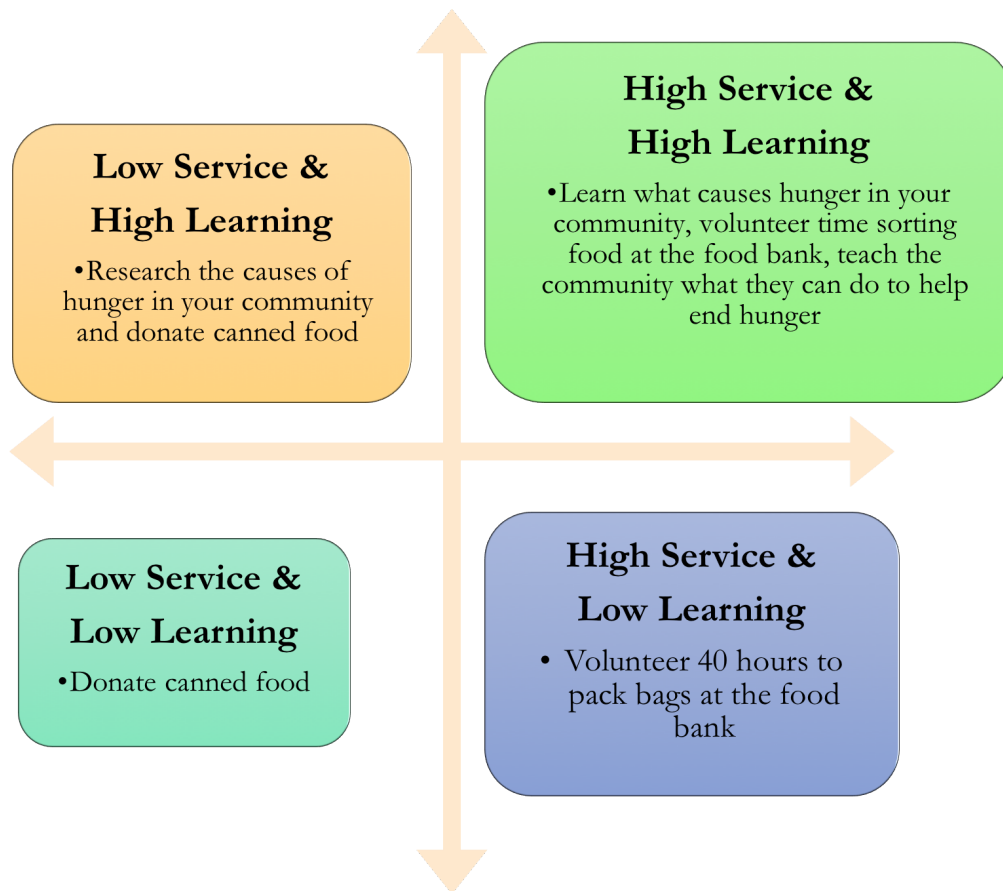 Low Service &
High Learning
•Research the causes of
hunger in your community
and donate canned food
High Service &
High Learning
•Learn what causes hunger in your
community, volunteer time sorting
food at the food bank, teach the
community what they can do to help
end hunger
Low Service &
Low Learning
•Donate canned food
High Service &
Low Learning
• Volunteer 40 hours to
pack bags at the food
bank